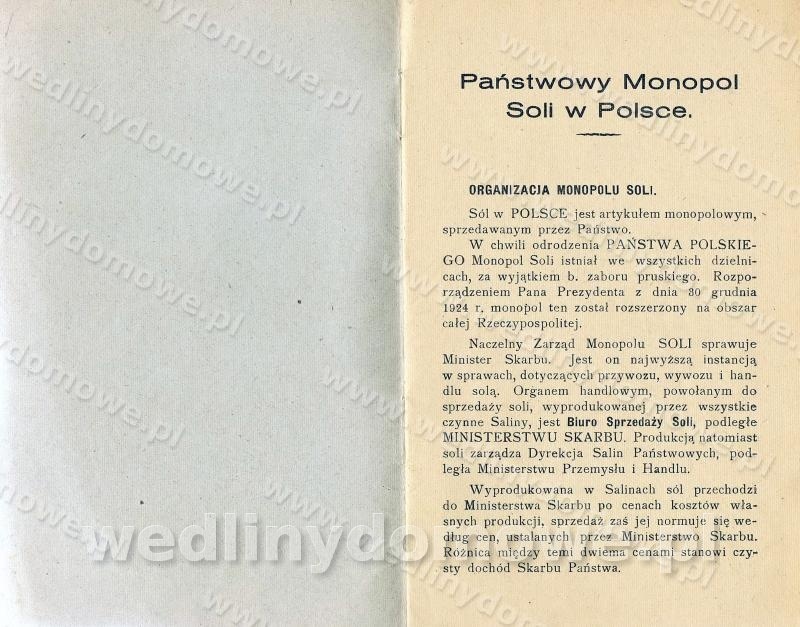 Państwowy Monopol
Soli w Polsce.
ORGANIZACJA MONOPOLU SOLI.
Sól w POLSCE jest artykułem monopolowym,
sprzedawanym przez Państwo.
W chwili odrodzenia PAŃSTWA POLSKIE-
GO Monopol Soli istniał we wszystkich dzielni-
cach, za wyjątkiem b. zaboru pruskiego. Rozpo-
rządzeniem Pana Prezydenta z dnia 30 grudnia
1924 r, monopol ten został rozszerzony na obszar
całej Rzeczypospolitej.
Naczelny Zarząd Monopolu SOLI sprawuje
Minister Skarbu. Jest on najwyższą instancją
w sprawach, dotyczących przywozu, wywozu i han-
dlu solą. Organem handlowym, powołanym do
sprzedaży soli, wyprodukowanej przez wszystkie
czynne Saliny, jest Biuro Sprzedaży Soli, podległe
MINISTERSTWU SKARBU. Produkcją natomiast
soli zarządza Dyrekcja Salin Państwowych, pod-
legła Ministerstwu Przemysłu i Handlu.
Wyprodukowana w Salinach sól przechodzi
do Ministerstwa Skarbu po cenach kosztów wła-
snych produkcji, sprzedaż zaś jej normuje się we-
dług cen, ustalanych przez Ministerstwo Skarbu.
Różnica między temi dwiema cenami stanowi czy-
sty dochód Skarbu Państwa.
wedlinydomowe.pl